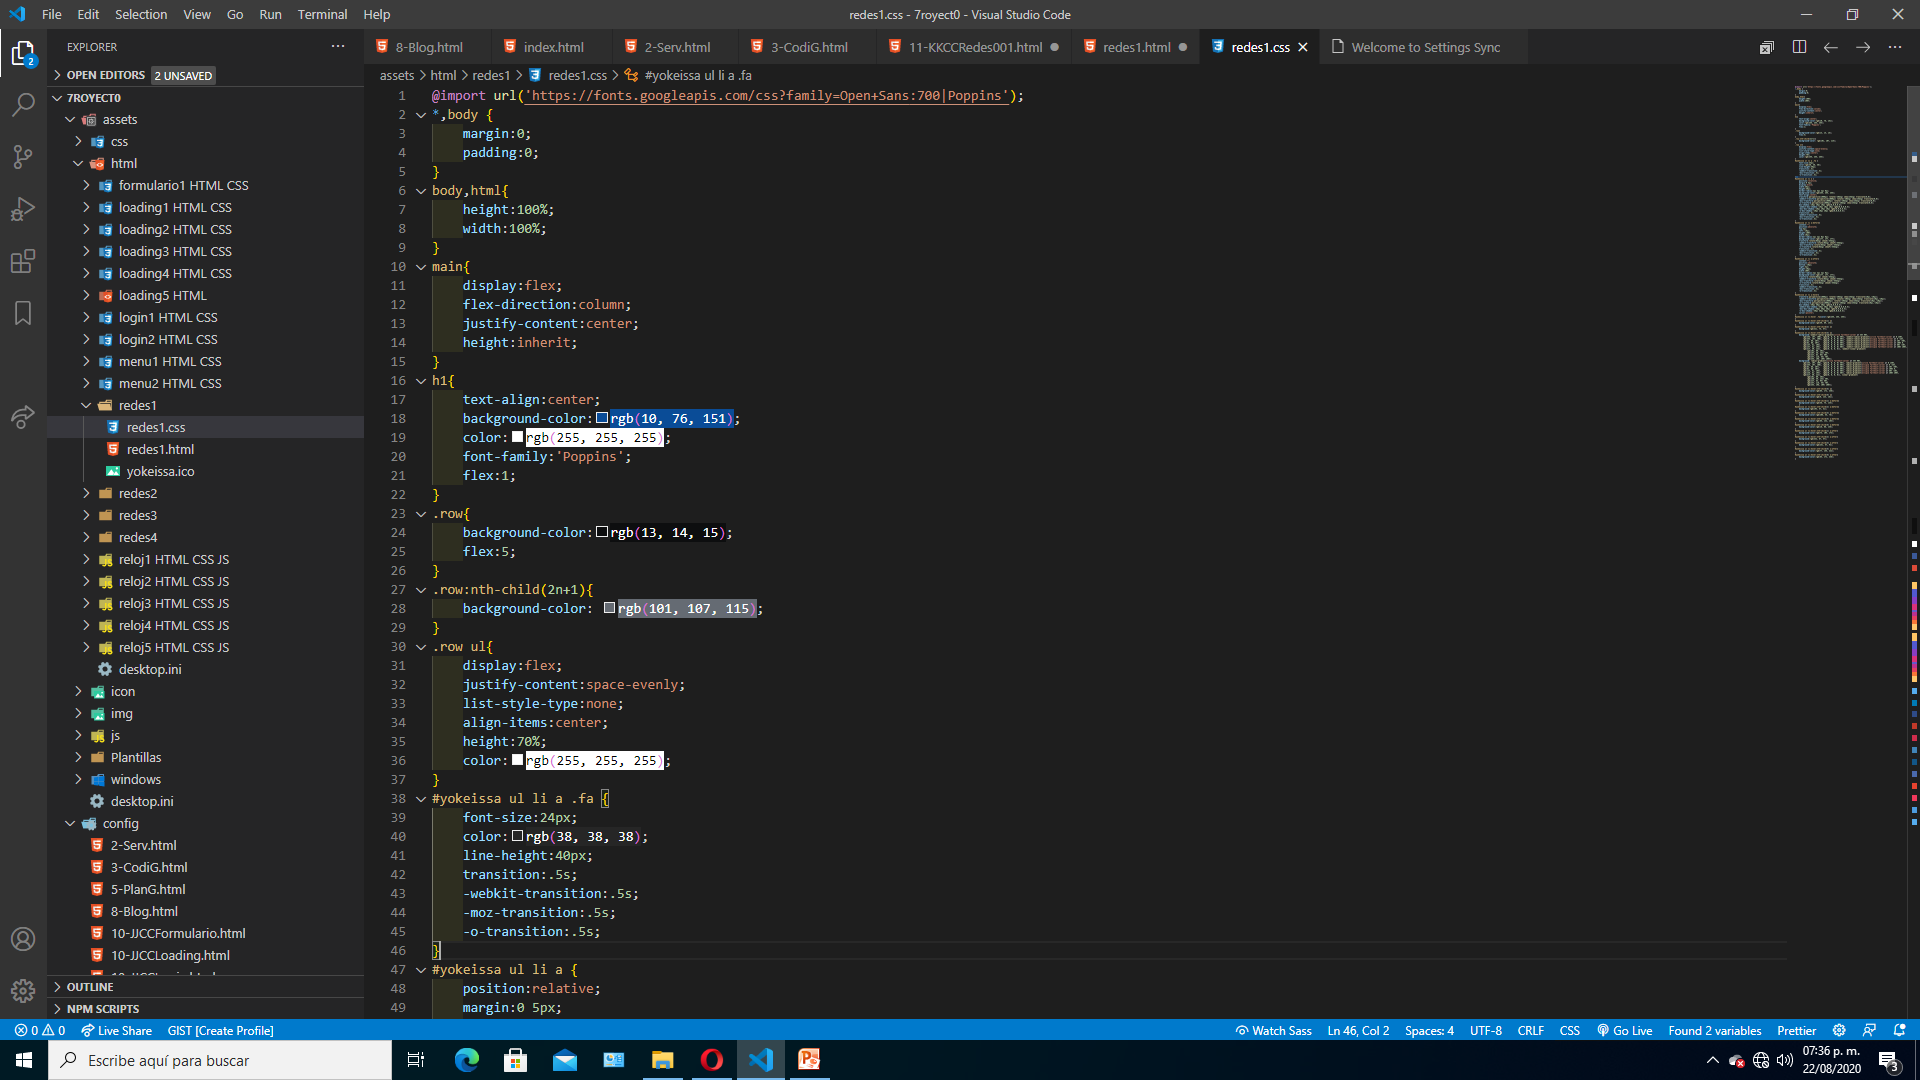 File Edit Selection View Go Run Terminal Help
redes1.css - 7royect0 - Visual Studio Code
EXPLORER
8-Blog.html index.html 2-Serv.html 3-CodiG.html 11-KKCCRedes001.html redes1.html redes1.css Welcome to Settings Sync
2
OPEN EDITORS 2 UNSAVED
7ROYECT0
assets
css
html
formulario1 HTML CSS
loading1 HTML CSS
loading2 HTML CSS
loading3 HTML CSS
loading4 HTML CSS
loading5 HTML
login1 HTML CSS
login2 HTML CSS
menu1 HTML CSS
menu2 HTML CSS
redes1
redes1.css
redes1.html
yokeissa.ico
redes2
redes3
redes4
reloj1 HTML CSS JS
reloj2 HTML CSS JS
reloj3 HTML CSS JS
reloj4 HTML CSS JS
reloj5 HTML CSS JS
desktop.ini
icon
img
js
Plantillas
windows
desktop.ini
config
2-Serv.html
3-CodiG.html
5-PlanG.html
8-Blog.html
10-JJCCFormulario.html
10-JJCCLoading.html
OUTLINE
NPM SCRIPTS
assets > html > redes1 > redes1.css > #yokeissa ul li a .fa
1 @import url('https://fonts.googleapis.com/css?family=Open+Sans:700|Poppins');
2 *,body {
3 margin:0;
4 padding:0;
5 }
6 body,html{
7 height:100%;
8 width:100%;
9 }
10 main{
11 display:flex;
12 flex-direction:column;
13 justify-content:center;
14 height:inherit;
15 }
16 h1{
17 text-align:center;
18 background-color:rgb(10, 76, 151);
19 color:rgb(255, 255, 255);
20 font-family:'Poppins';
21 flex:1;
22 }
23 .row{
24 background-color:rgb(13, 14, 15);
25 flex:5;
26 }
27 .row:nth-child(2n+1){
28 background-color: rgb(101, 107, 115);
29 }
30 .row ul{
31 display:flex;
32 justify-content:space-evenly;
33 list-style-type:none;
34 align-items:center;
35 height:70%;
36 color:rgb(255, 255, 255);
37 }
38 #yokeissa ul li a .fa {
39 font-size:24px;
40 color:rgb(38, 38, 38);
41 line-height:40px;
42 transition:.5s;
43 -webkit-transition:.5s;
44 -moz-transition:.5s;
45 -o-transition:.5s;
46 }
47 #yokeissa ul li a {
48 position:relative;
49 margin:0 5px;
0 0 Live Share GIST [Create Profile] Watch Sass Ln 46, Col 2 Spaces: 4 UTF-8 CRLF CSS Go Live Found 2 variables Prettier
Escribe aquí para buscar
07:36 p. m.
22/08/2020
3